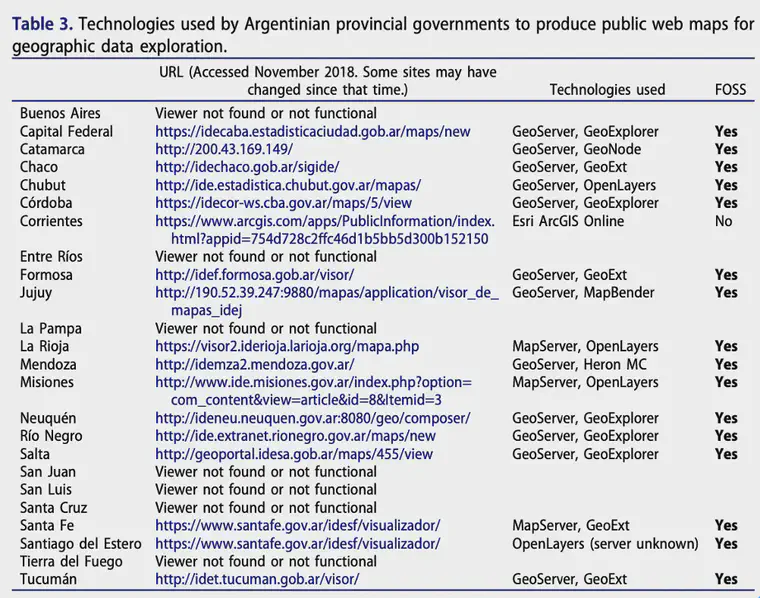 Table 3. Technologies used by Argentinian provincial governments to produce public web maps for
geographic data exploration.
URL (Accessed November 2018. Some sites may have
changed since that time.) Technologies used FOSS
Buenos Aires Viewer not found or not functional
Capital Federal https://idecaba.estadisticaciudad.gob.ar/maps/new GeoServer, GeoExplorer Yes
Catamarca http://200.43.169.149/ GeoServer, GeoNode Yes
Chaco http://idechaco.gob.ar/sigide/ GeoServer, GeoExt Yes
Chubut http://ide.estadistica.chubut.gov.ar/mapas/ GeoServer, OpenLayers Yes
Córdoba https://idecor-ws.cba.gov.ar/maps/5/view GeoServer, GeoExplorer Yes
Corrientes https://www.arcgis.com/apps/PublicInformation/index. Esri ArcGIS Online No
html?appid=754d728c2ffc46d1b5bb5d300b152150
Entre Ríos Viewer not found or not functional
Formosa http://idef.formosa.gob.ar/visor/ GeoServer, GeoExt Yes
Jujuy http://190.52.39.247:9880/mapas/application/visor_de_ GeoServer, MapBender Yes
mapas_idej
La Pampa Viewer not found or not functional
La Rioja https://visor2.iderioja.larioja.org/mapa.php MapServer, OpenLayers Yes
Mendoza http://idemza2.mendoza.gov.ar/ GeoServer, Heron MC Yes
Misiones http://www.ide.misiones.gov.ar/index.php?option= MapServer, OpenLayers Yes
com_content&view=article&id=8&Itemid=3
Neuquén http://ideneu.neuquen.gov.ar:8080/geo/composer/ GeoServer, GeoExplorer Yes
Río Negro http://ide.extranet.rionegro.gov.ar/maps/new GeoServer, GeoExplorer Yes
Salta http://geoportal.idesa.gob.ar/maps/455/view GeoServer, GeoExplorer Yes
San Juan Viewer not found or not functional
San Luis Viewer not found or not functional
Santa Cruz Viewer not found or not functional
Santa Fe https://www.santafe.gov.ar/idesf/visualizador/ MapServer, GeoExt Yes
Santiago del Estero https://www.santafe.gov.ar/idesf/visualizador/ OpenLayers (server unknown) Yes
Tierra del Fuego Viewer not found or not functional
Tucumán http://idet.tucuman.gob.ar/visor/ GeoServer, GeoExt Yes